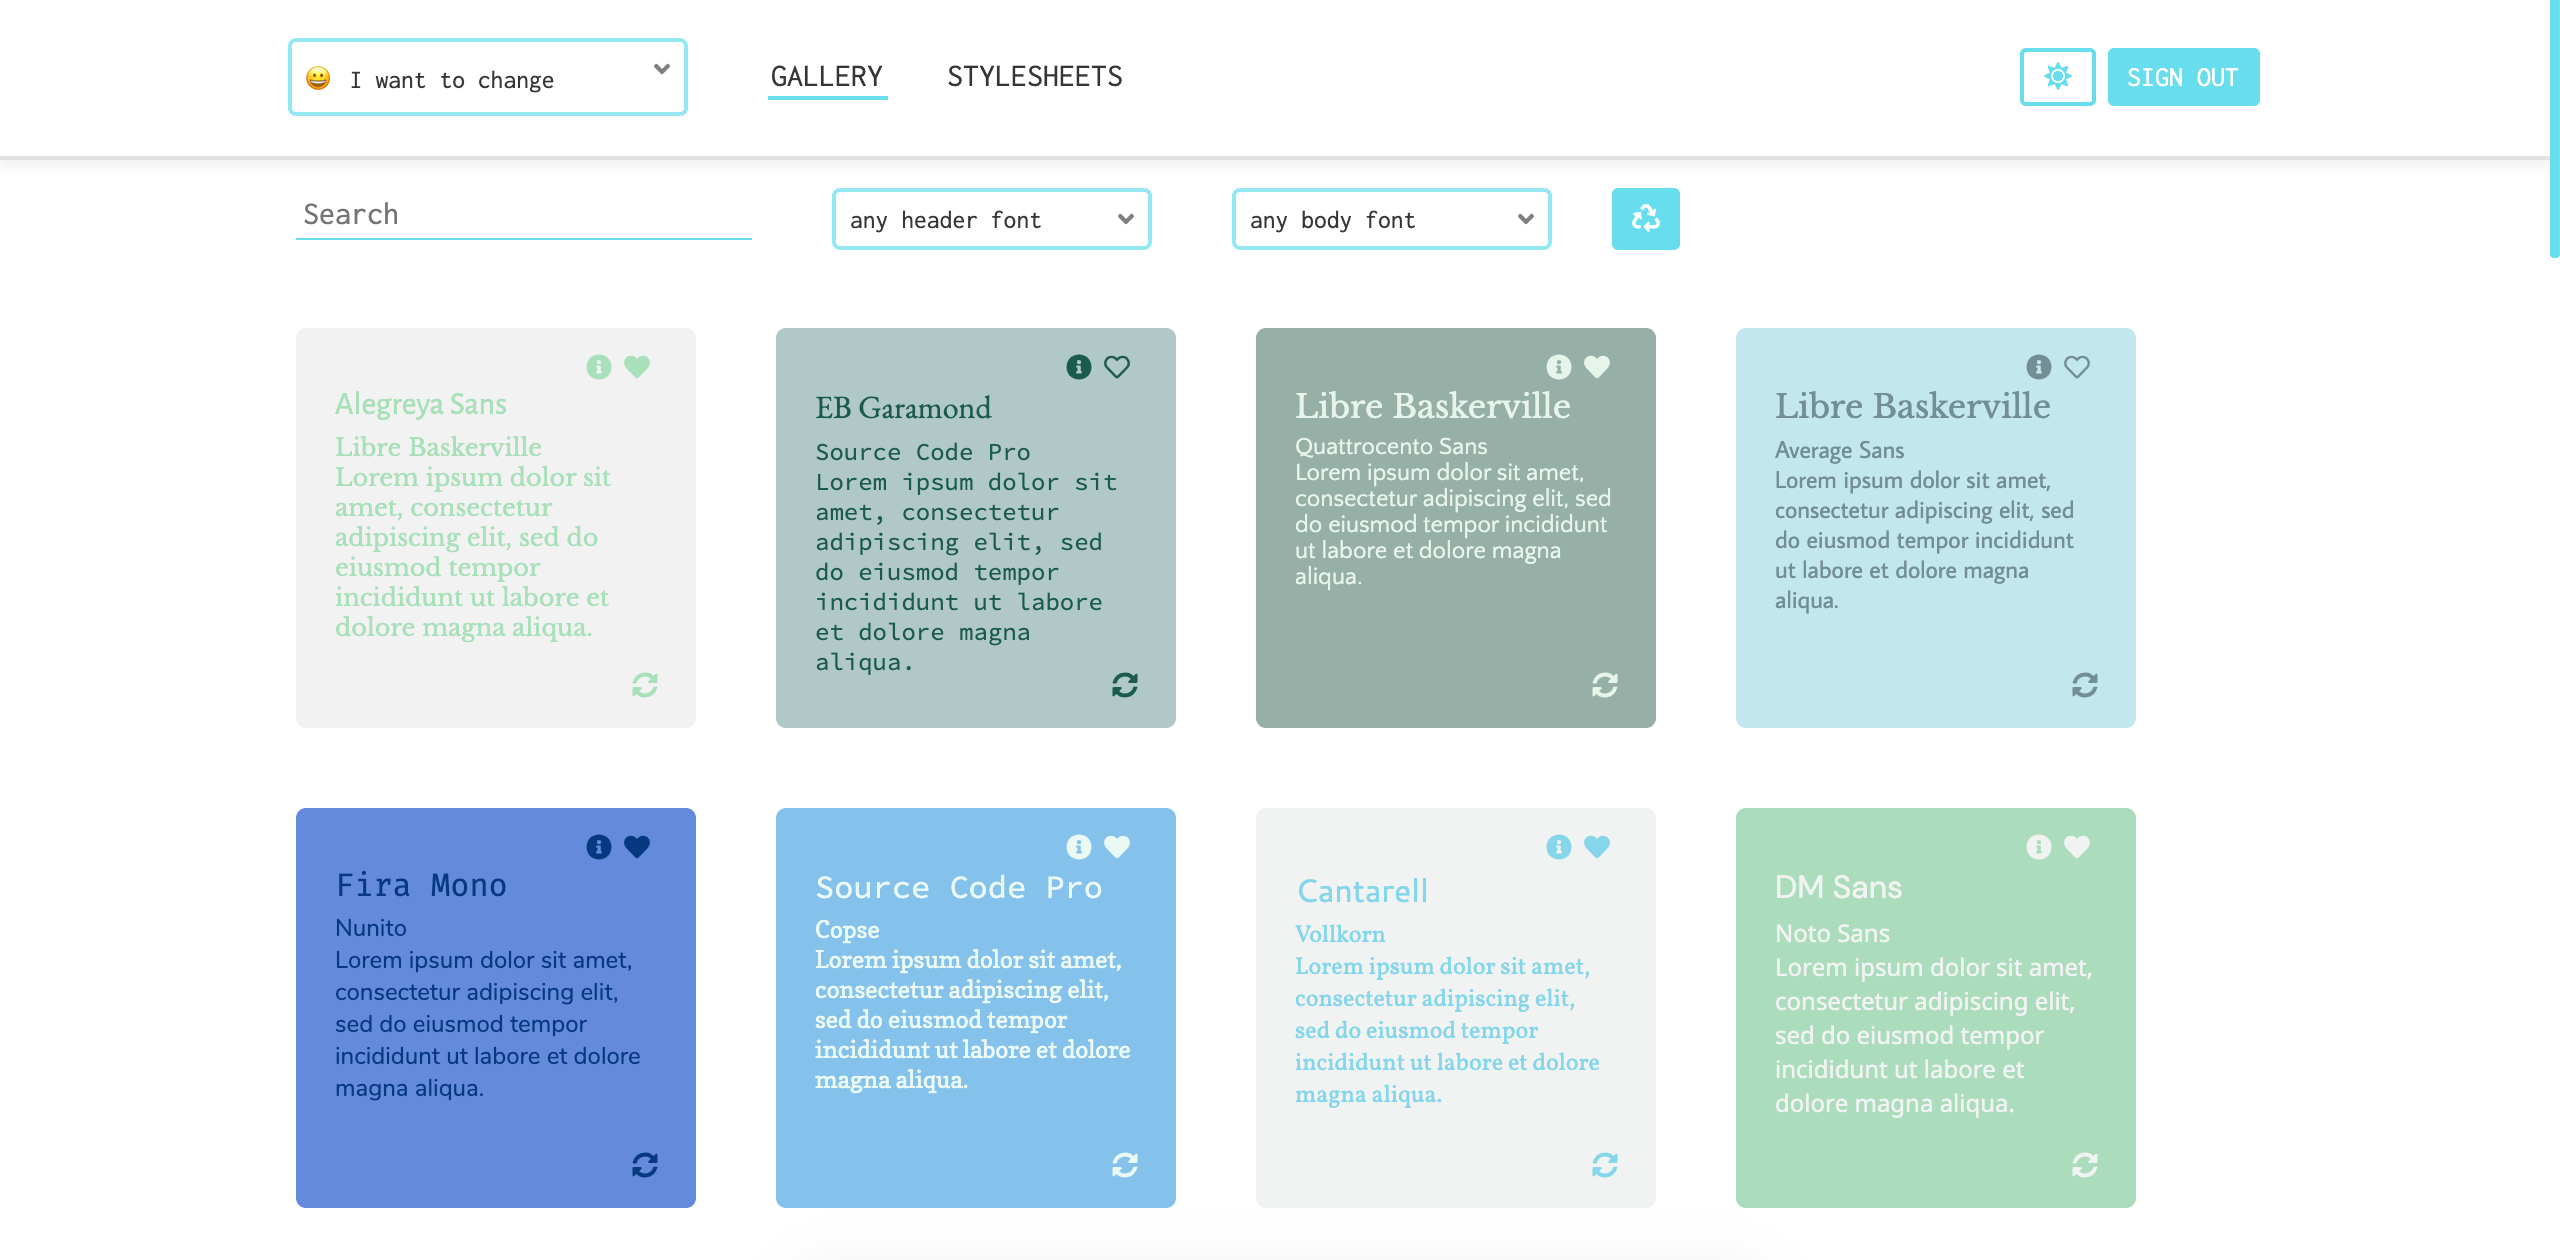 😀 I want to change
GALLERY
STYLESHEETS
SIGN OUT
Search
any header font
any body font
Alegreya Sans
Libre Baskerville
Lorem ipsum dolor sit
amet, consectetur
adipiscing elit, sed do
eiusmod tempor
incididunt ut labore et
dolore magna aliqua.
EB Garamond
Source Code Pro
Lorem ipsum dolor sit
amet, consectetur
adipiscing elit, sed
do eiusmod tempor
incididunt ut labore
et dolore magna
aliqua.
Libre Baskerville
Quattrocento Sans
Lorem ipsum dolor sit amet,
consectetur adipiscing elit, sed
do eiusmod tempor incididunt
ut labore et dolore magna
aliqua.
Libre Baskerville
Average Sans
Lorem ipsum dolor sit amet,
consectetur adipiscing elit, sed
do eiusmod tempor incididunt
ut labore et dolore magna
aliqua.
Fira Mono
Nunito
Lorem ipsum dolor sit amet,
consectetur adipiscing elit,
sed do eiusmod tempor
incididunt ut labore et dolore
magna aliqua.
Source Code Pro
Copse
Lorem ipsum dolor sit amet,
consectetur adipiscing elit,
sed do eiusmod tempor
incididunt ut labore et dolore
magna aliqua.
Cantarell
Vollkorn
Lorem ipsum dolor sit amet,
consectetur adipiscing elit,
sed do eiusmod tempor
incididunt ut labore et dolore
magna aliqua.
DM Sans
Noto Sans
Lorem ipsum dolor sit amet,
consectetur adipiscing elit,
sed do eiusmod tempor
incididunt ut labore et
dolore magna aliqua.